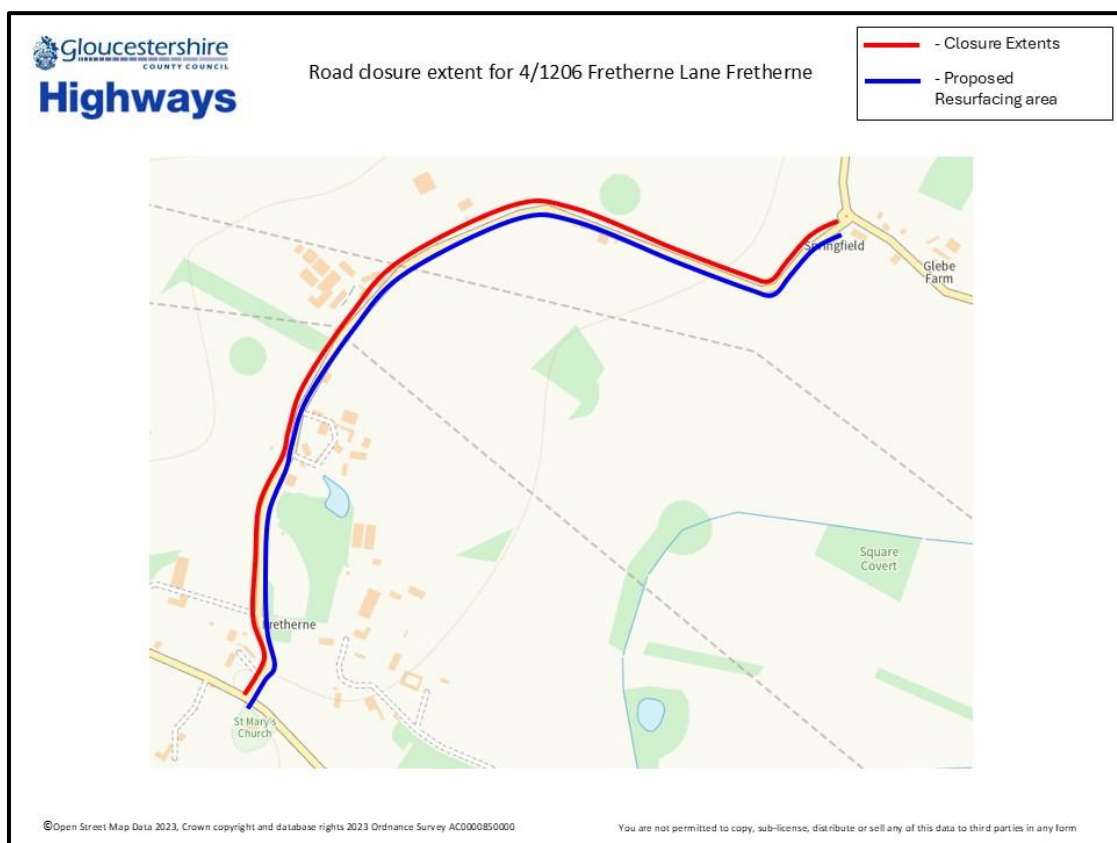 Gloucestershire
COUNTY COUNCIL
Highways
Road closure extent for 4/1206 Fretherne Lane Fretherne
- Closure Extents
- Proposed
Resurfacing area
Springfield
Glebe
Farm
Square
Covert
Fretherne
St Mary's
Church
©Open Street Map Data 2023, Crown copyright and database rights 2023 Ordnance Survey AC0000850000
You are not permitted to copy, sub-license, distribute or sell any of this data to third parties in any form